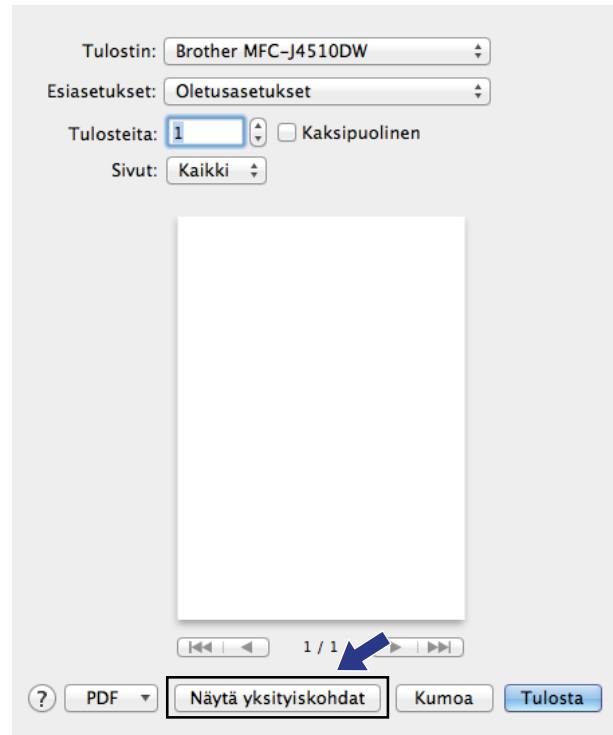 Tulostin: Brother MFC-J4510DW
Esiasetukset: Oletusasetukset
Tulosteita: 1 Kaksipuolinen
Sivut: Kaikki
1 / 1
? PDF Näytä yksityiskohdat Kumoa Tulosta